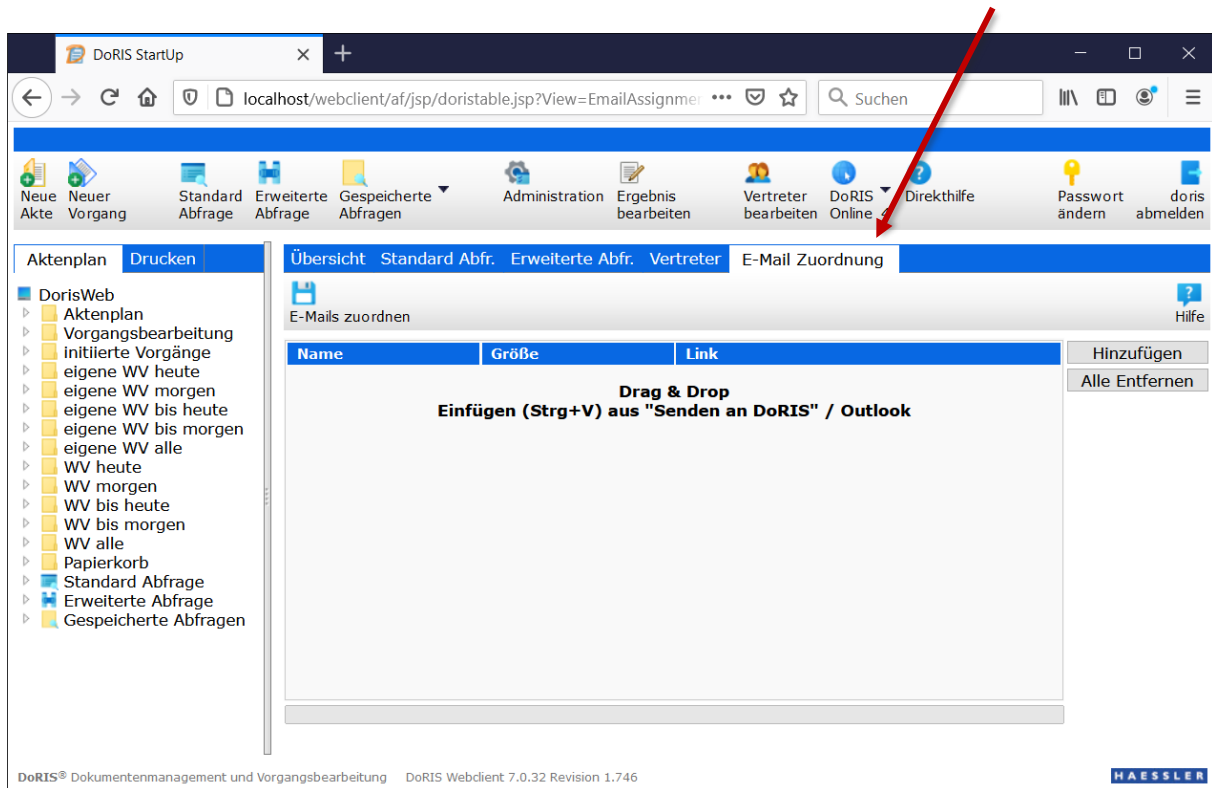 DoRIS StartUp
localhost/webclient/af/jsp/doristable.jsp?View=EmailAssignme
Suchen
Neue Akte
Neuer Vorgang
Standard Abfrage
Erweiterte Abfrage
Gespeicherte Abfragen
Administration
Ergebnis bearbeiten
Vertreter bearbeiten
DoRIS Online
Direkthilfe
Passwort ändern
doris abmelden
Aktenplan Drucken
Übersicht Standard Abfr. Erweiterte Abfr. Vertreter E-Mail Zuordnung
E-Mails zuordnen
Hilfe
DorisWeb
Aktenplan
Vorgangsbearbeitung
initiierte Vorgänge
eigene WV heute
eigene WV morgen
eigene WV bis heute
eigene WV bis morgen
eigene WV alle
WV heute
WV morgen
WV bis heute
WV bis morgen
WV alle
Papierkorb
Standard Abfrage
Erweiterte Abfrage
Gespeicherte Abfragen
Name Größe Link
Drag & Drop
Einfügen (Strg+V) aus "Senden an DoRIS" / Outlook
Hinzufügen
Alle Entfernen
DoRIS® Dokumentenmanagement und Vorgangsbearbeitung DoRIS Webclient 7.0.32 Revision 1.746
HAESSLER